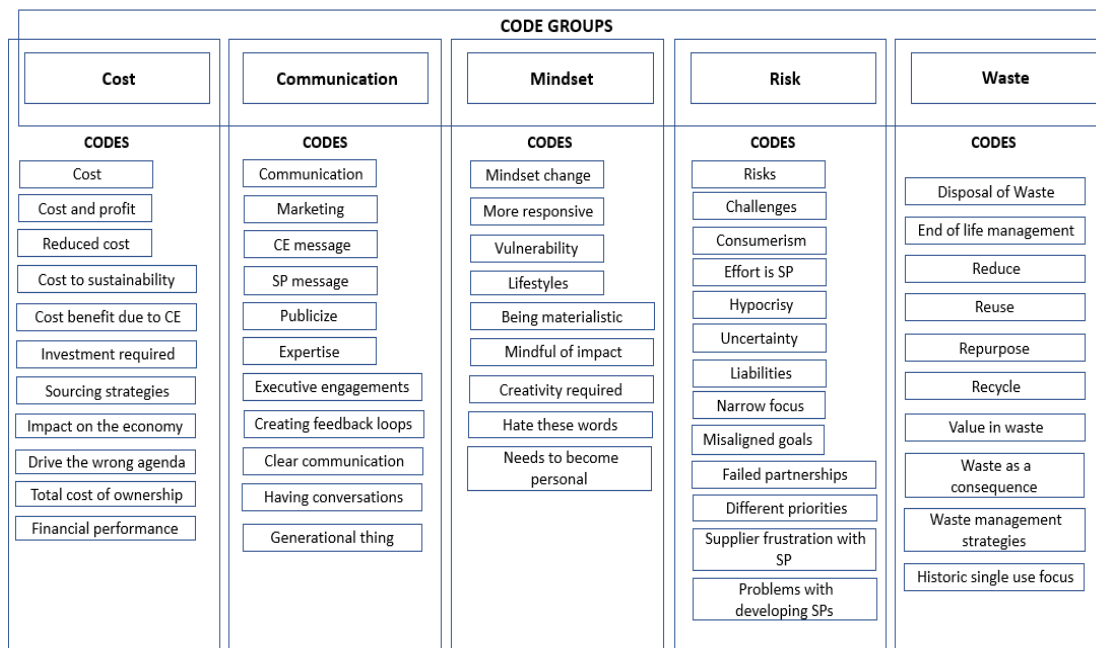 CODE GROUPS
Cost
Communication
Mindset
Risk
Waste
CODES
Cost
Cost and profit
Reduced cost
Cost to sustainability
Cost benefit due to CE
Investment required
Sourcing strategies
Impact on the economy
Drive the wrong agenda
Total cost of ownership
Financial performance
CODES
Communication
Marketing
CE message
SP message
Publicize
Expertise
Executive engagements
Creating feedback loops
Clear communication
Having conversations
Generational thing
CODES
Mindset change
More responsive
Vulnerability
Lifestyles
Being materialistic
Mindful of impact
Creativity required
Hate these words
Needs to become
personal
CODES
Risks
Challenges
Consumerism
Effort is SP
Hypocrisy
Uncertainty
Liabilities
Narrow focus
Misaligned goals
Failed partnerships
Different priorities
Supplier frustration with
SP
Problems with
developing SPs
CODES
Disposal of Waste
End of life management
Reduce
Reuse
Repurpose
Recycle
Value in waste
Waste as a
consequence
Waste management
strategies
Historic single use focus